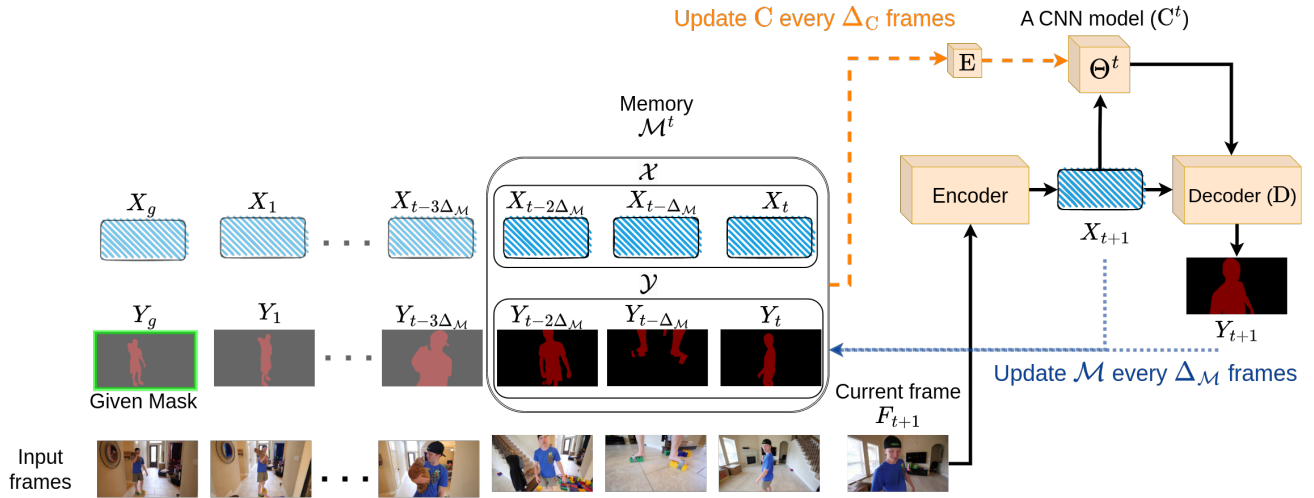 Update C every Δ_C frames
A CNN model (C^t)
E
Θ^t
Memory
ℳ^t
𝒳
X_g
X_1
X_{t−3Δ_ℳ}
X_{t−2Δ_ℳ}
X_{t−Δ_ℳ}
X_t
Encoder
Decoder (D)
X_{t+1}
𝒴
Y_g
Y_1
Y_{t−3Δ_ℳ}
Y_{t−2Δ_ℳ}
Y_{t−Δ_ℳ}
Y_t
Y_{t+1}
Given Mask
Update ℳ every Δ_ℳ frames
Current frame
F_{t+1}
Input
frames